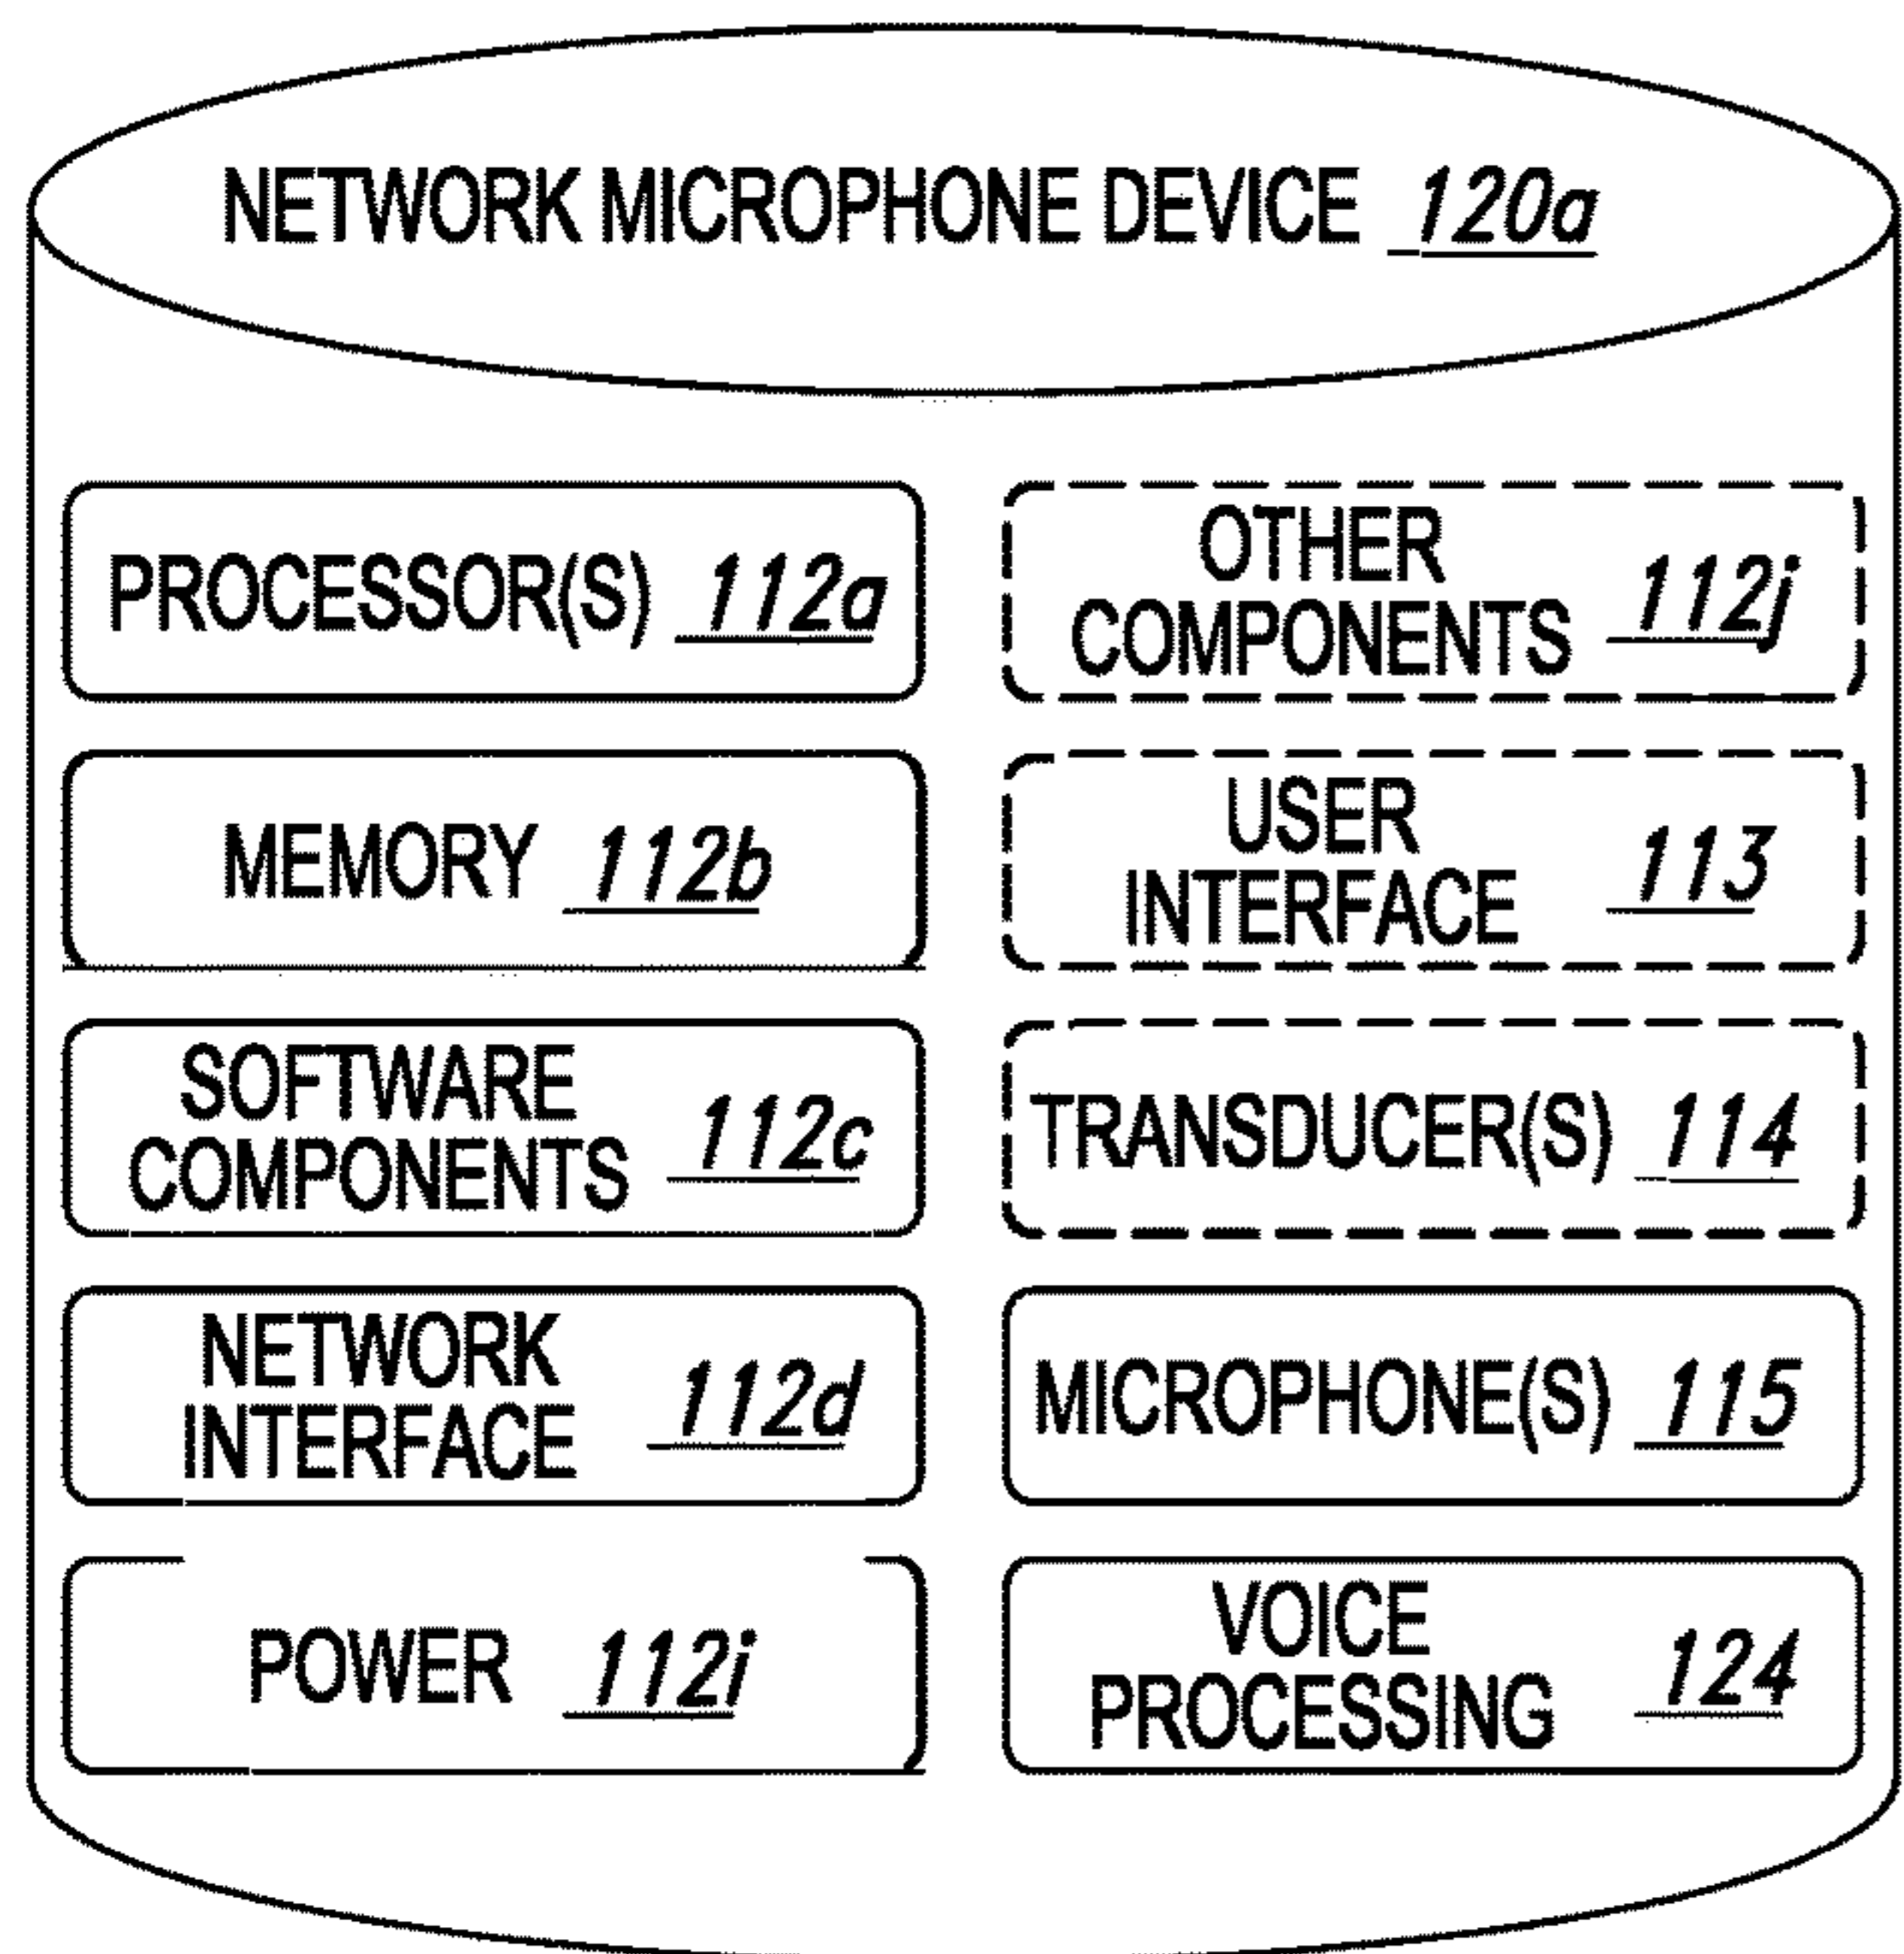 NETWORK MICROPHONE DEVICE 120a
PROCESSOR(S) 112a
MEMORY 112b
SOFTWARE
COMPONENTS 112c
NETWORK
INTERFACE 112d
POWER 112i
OTHER
COMPONENTS 112j
USER
INTERFACE 113
TRANSDUCER(S) 114
MICROPHONE(S) 115
VOICE
PROCESSING 124